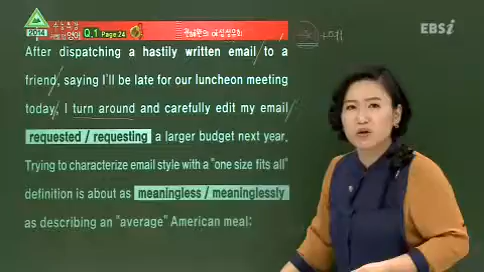 2014
Q.1 Page 24
EBSi
After dispatching a hastily written email to a
friend, saying I'll be late for our luncheon meeting
today, I turn around and carefully edit my email
requested / requesting a larger budget next year.
Trying to characterize email style with a "one size fits all"
definition is about as meaningless / meaninglessly
as describing an "average" American meal: